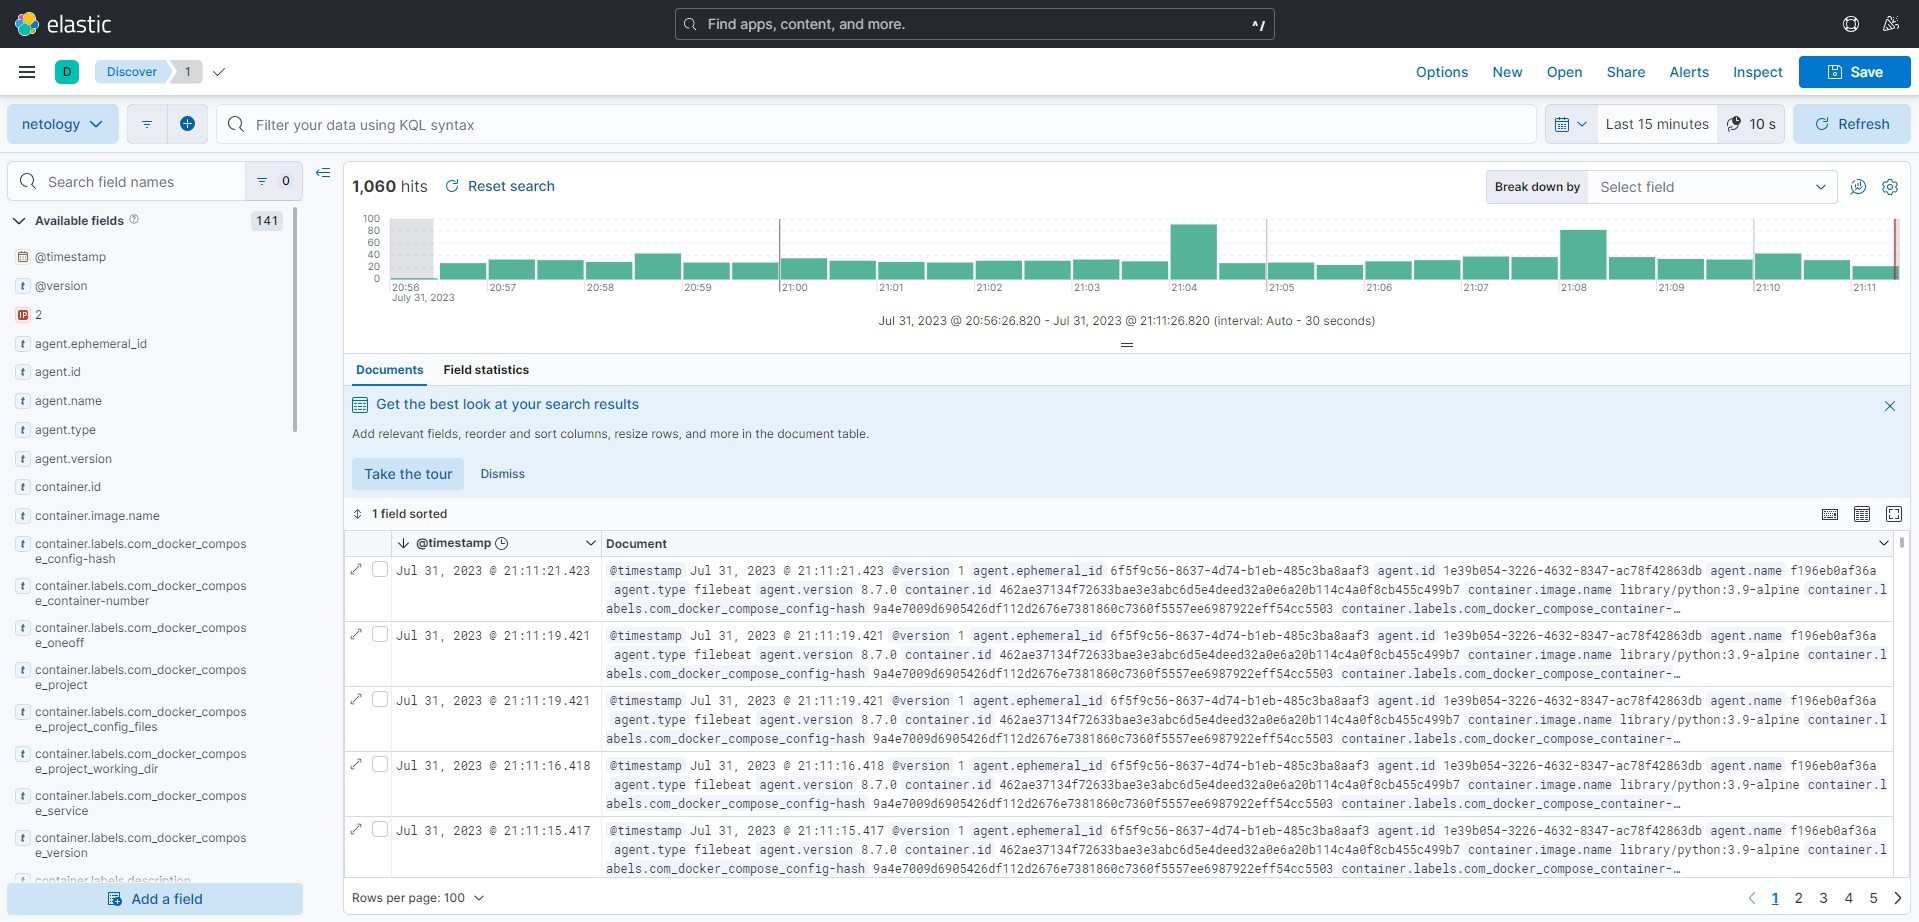 elastic
Find apps, content, and more.
^/
D
Discover
1
Options
New
Open
Share
Alerts
Inspect
Save
netology
Filter your data using KQL syntax
Last 15 minutes
10 s
Refresh
Search field names
0
Available fields
141
@timestamp
@version
IP 2
t agent.ephemeral_id
t agent.id
t agent.name
t agent.type
t agent.version
t container.id
t container.image.name
t container.labels.com_docker_compos
e_config-hash
t container.labels.com_docker_compos
e_container-number
t container.labels.com_docker_compos
e_oneoff
t container.labels.com_docker_compos
e_project
t container.labels.com_docker_compos
e_project_config_files
t container.labels.com_docker_compos
e_project_working_dir
t container.labels.com_docker_compos
e_service
t container.labels.com_docker_compos
e_version
t container.labels.description
Add a field
1,060 hits
Reset search
Break down by
Select field
100
80
60
40
20
0
20:56 20:57 20:58 20:59 21:00 21:01 21:02 21:03 21:04 21:05 21:06 21:07 21:08 21:09 21:10 21:11
July 31, 2023
Jul 31, 2023 @ 20:56:26.820 - Jul 31, 2023 @ 21:11:26.820 (interval: Auto - 30 seconds)
Documents
Field statistics
Get the best look at your search results
Add relevant fields, reorder and sort columns, resize rows, and more in the document table.
Take the tour
Dismiss
1 field sorted
@timestamp
Document
Jul 31, 2023 @ 21:11:21.423
@timestamp Jul 31, 2023 @ 21:11:21.423 @version 1 agent.ephemeral_id 6f5f9c56-8637-4d74-b1eb-485c3ba8aaf3 agent.id 1e39b054-3226-4632-8347-ac78f42863db agent.name f196eb0af36a
agent.type filebeat agent.version 8.7.0 container.id 462ae37134f72633bae3e3abc6d5e4deed32a0e6a20b114c4a0f8cb455c499b7 container.image.name library/python:3.9-alpine container.l
abels.com_docker_compose_config-hash 9a4e7009d6905426df112d2676e7381860c7360f5557ee6987922eff54cc5503 container.labels.com_docker_compose_container-…
Jul 31, 2023 @ 21:11:19.421
@timestamp Jul 31, 2023 @ 21:11:19.421 @version 1 agent.ephemeral_id 6f5f9c56-8637-4d74-b1eb-485c3ba8aaf3 agent.id 1e39b054-3226-4632-8347-ac78f42863db agent.name f196eb0af36a
agent.type filebeat agent.version 8.7.0 container.id 462ae37134f72633bae3e3abc6d5e4deed32a0e6a20b114c4a0f8cb455c499b7 container.image.name library/python:3.9-alpine container.l
abels.com_docker_compose_config-hash 9a4e7009d6905426df112d2676e7381860c7360f5557ee6987922eff54cc5503 container.labels.com_docker_compose_container-…
Jul 31, 2023 @ 21:11:19.421
@timestamp Jul 31, 2023 @ 21:11:19.421 @version 1 agent.ephemeral_id 6f5f9c56-8637-4d74-b1eb-485c3ba8aaf3 agent.id 1e39b054-3226-4632-8347-ac78f42863db agent.name f196eb0af36a
agent.type filebeat agent.version 8.7.0 container.id 462ae37134f72633bae3e3abc6d5e4deed32a0e6a20b114c4a0f8cb455c499b7 container.image.name library/python:3.9-alpine container.l
abels.com_docker_compose_config-hash 9a4e7009d6905426df112d2676e7381860c7360f5557ee6987922eff54cc5503 container.labels.com_docker_compose_container-…
Jul 31, 2023 @ 21:11:16.418
@timestamp Jul 31, 2023 @ 21:11:16.418 @version 1 agent.ephemeral_id 6f5f9c56-8637-4d74-b1eb-485c3ba8aaf3 agent.id 1e39b054-3226-4632-8347-ac78f42863db agent.name f196eb0af36a
agent.type filebeat agent.version 8.7.0 container.id 462ae37134f72633bae3e3abc6d5e4deed32a0e6a20b114c4a0f8cb455c499b7 container.image.name library/python:3.9-alpine container.l
abels.com_docker_compose_config-hash 9a4e7009d6905426df112d2676e7381860c7360f5557ee6987922eff54cc5503 container.labels.com_docker_compose_container-…
Jul 31, 2023 @ 21:11:15.417
@timestamp Jul 31, 2023 @ 21:11:15.417 @version 1 agent.ephemeral_id 6f5f9c56-8637-4d74-b1eb-485c3ba8aaf3 agent.id 1e39b054-3226-4632-8347-ac78f42863db agent.name f196eb0af36a
agent.type filebeat agent.version 8.7.0 container.id 462ae37134f72633bae3e3abc6d5e4deed32a0e6a20b114c4a0f8cb455c499b7 container.image.name library/python:3.9-alpine container.l
abels.com_docker_compose_config-hash 9a4e7009d6905426df112d2676e7381860c7360f5557ee6987922eff54cc5503 container.labels.com_docker_compose_container-…
Rows per page: 100
1 2 3 4 5